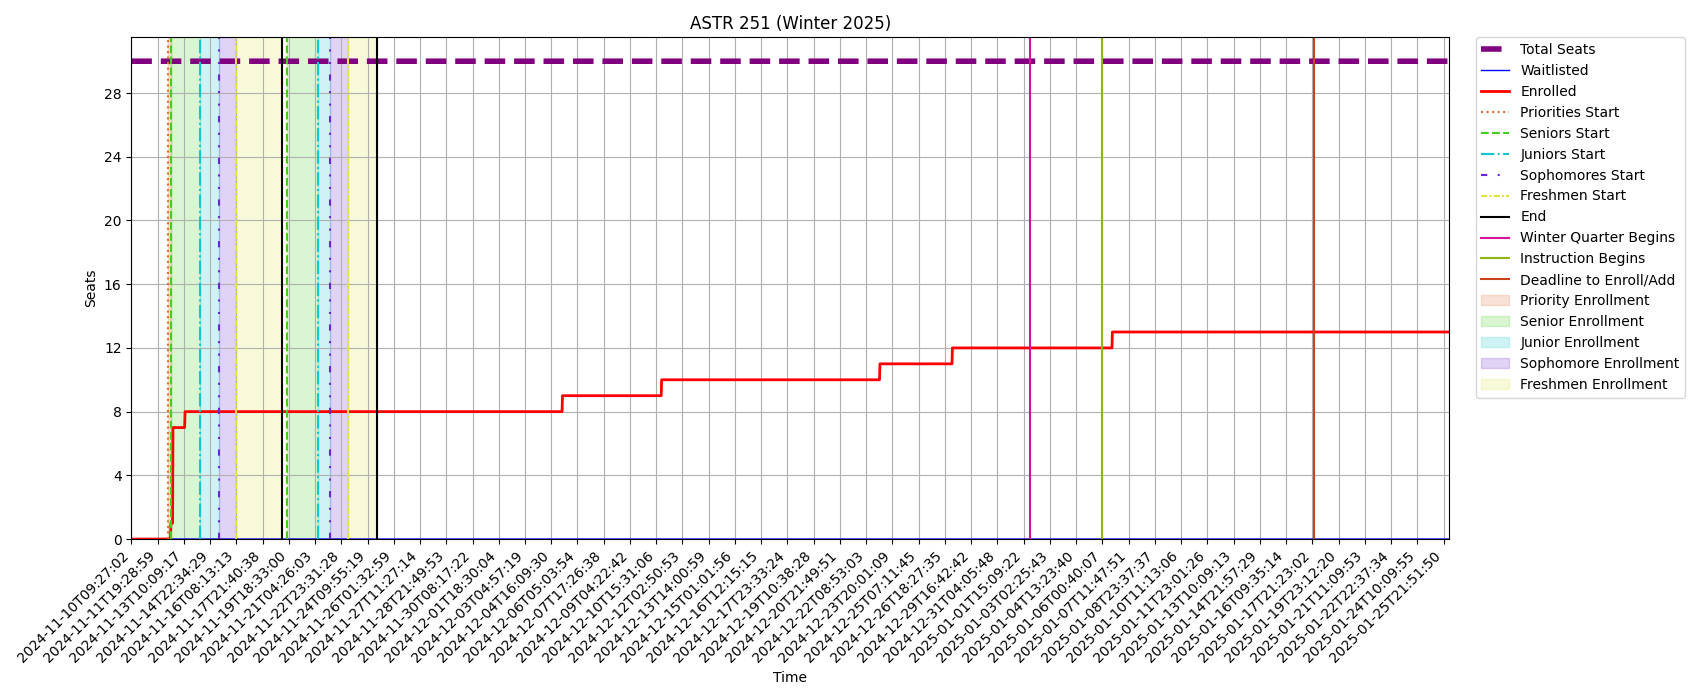 ASTR 251 (Winter 2025)
Seats
28
24
20
16
12
8
4
0
2024-11-10T09:27:02
2024-11-11T19:28:59
2024-11-13T10:09:17
2024-11-14T22:34:29
2024-11-16T08:13:13
2024-11-17T21:40:38
2024-11-19T18:33:00
2024-11-21T04:26:03
2024-11-22T23:31:28
2024-11-24T09:55:19
2024-11-26T01:32:59
2024-11-27T11:27:14
2024-11-28T21:49:53
2024-11-30T08:17:22
2024-12-01T18:30:04
2024-12-03T04:57:19
2024-12-04T16:09:30
2024-12-06T05:03:54
2024-12-07T17:26:38
2024-12-09T04:22:42
2024-12-10T15:31:06
2024-12-12T02:50:53
2024-12-13T14:00:59
2024-12-15T01:01:56
2024-12-16T12:15:15
2024-12-17T23:33:24
2024-12-19T10:38:28
2024-12-20T21:49:51
2024-12-22T08:53:03
2024-12-23T20:01:09
2024-12-25T07:11:45
2024-12-26T18:27:35
2024-12-29T16:42:42
2024-12-31T04:05:48
2025-01-01T15:09:22
2025-01-03T02:25:43
2025-01-04T13:23:40
2025-01-06T00:40:07
2025-01-07T11:47:51
2025-01-08T23:37:37
2025-01-10T11:13:06
2025-01-11T23:01:26
2025-01-13T10:09:13
2025-01-14T21:57:29
2025-01-16T09:35:14
2025-01-17T21:23:02
2025-01-19T23:12:20
2025-01-21T11:09:53
2025-01-22T22:37:34
2025-01-24T10:09:55
2025-01-25T21:51:50
Time
Total Seats
Waitlisted
Enrolled
Priorities Start
Seniors Start
Juniors Start
Sophomores Start
Freshmen Start
End
Winter Quarter Begins
Instruction Begins
Deadline to Enroll/Add
Priority Enrollment
Senior Enrollment
Junior Enrollment
Sophomore Enrollment
Freshmen Enrollment